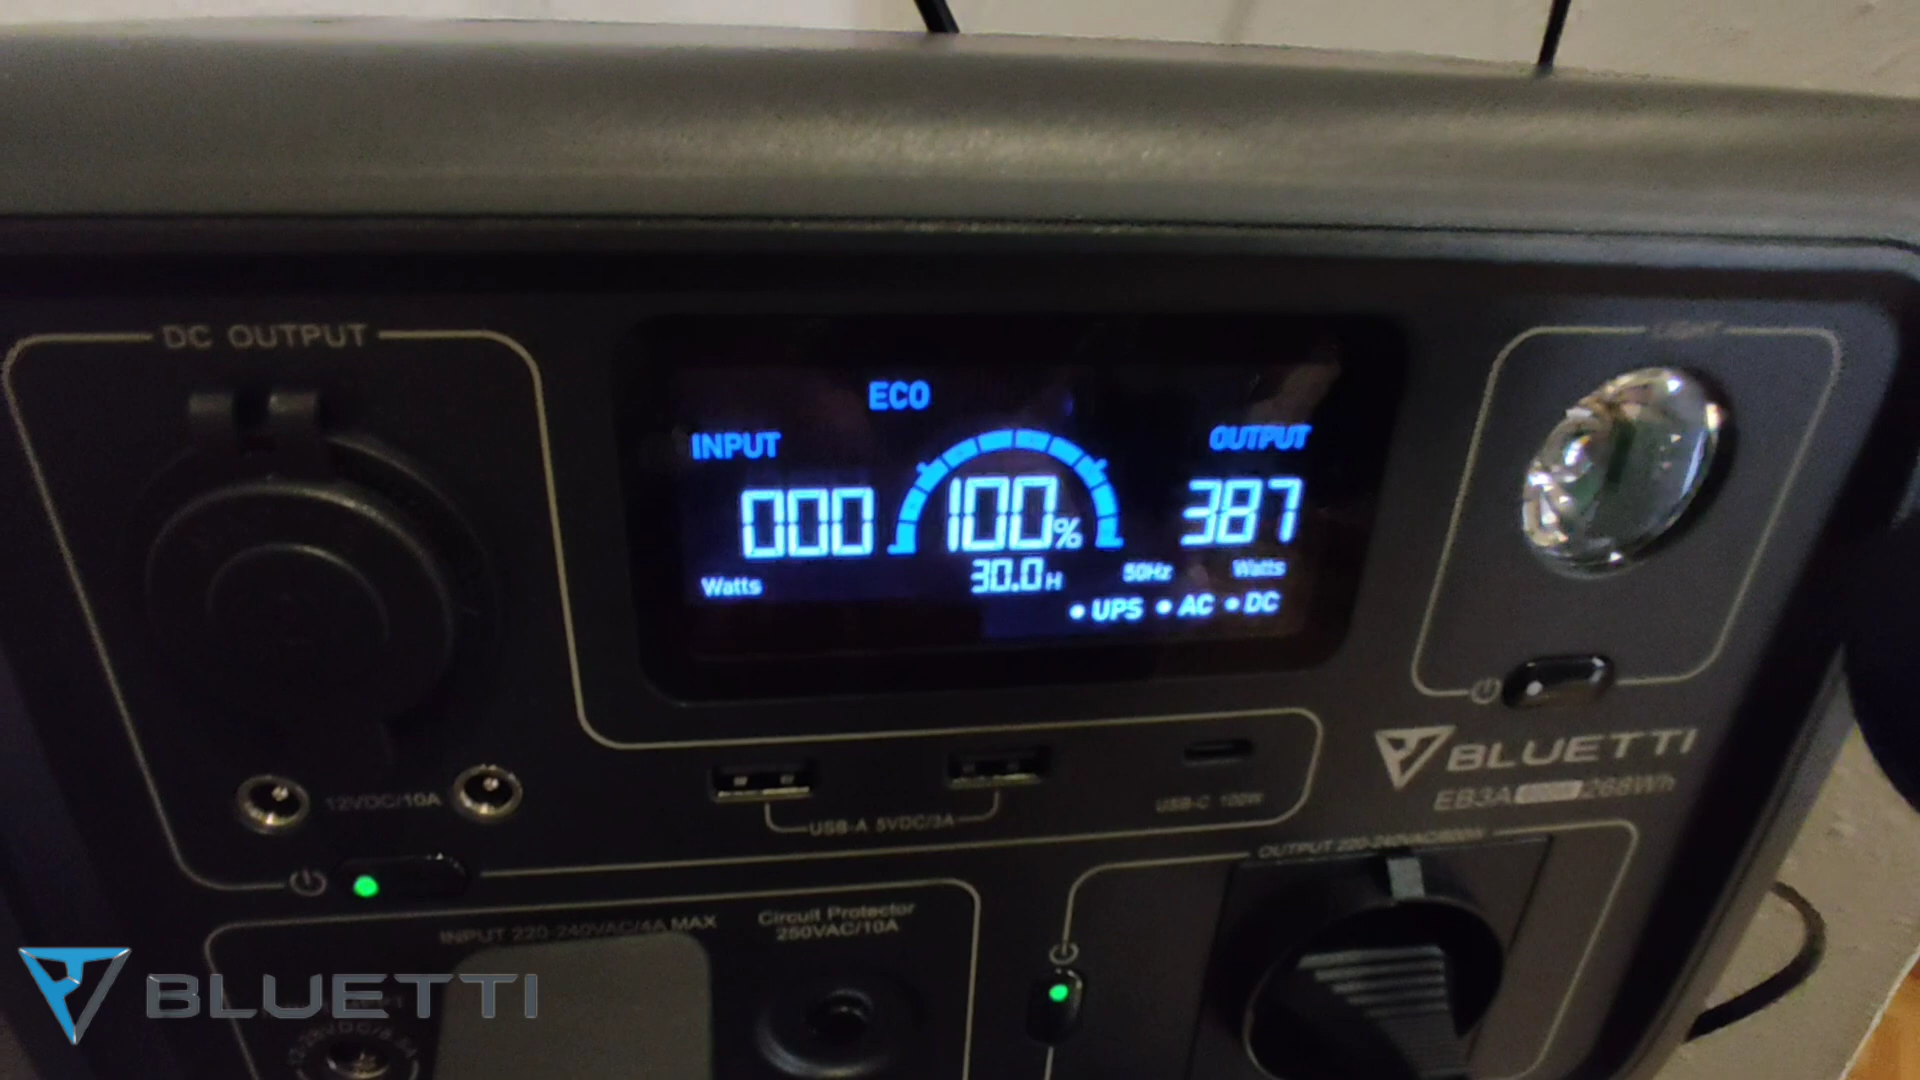 DC OUTPUT
LIGHT
ECO
INPUT
OUTPUT
000
100%
387
Watts
30.0H
50Hz
Watts
• UPS • AC • DC
12VDC/10A
USB-A 5VDC/3A
USB-C 100W
BLUETTI
EB3A
268Wh
OUTPUT 220-240VAC/600W
INPUT 220-240VAC/4A MAX
Circuit Protector
250VAC/10A
BLUETTI